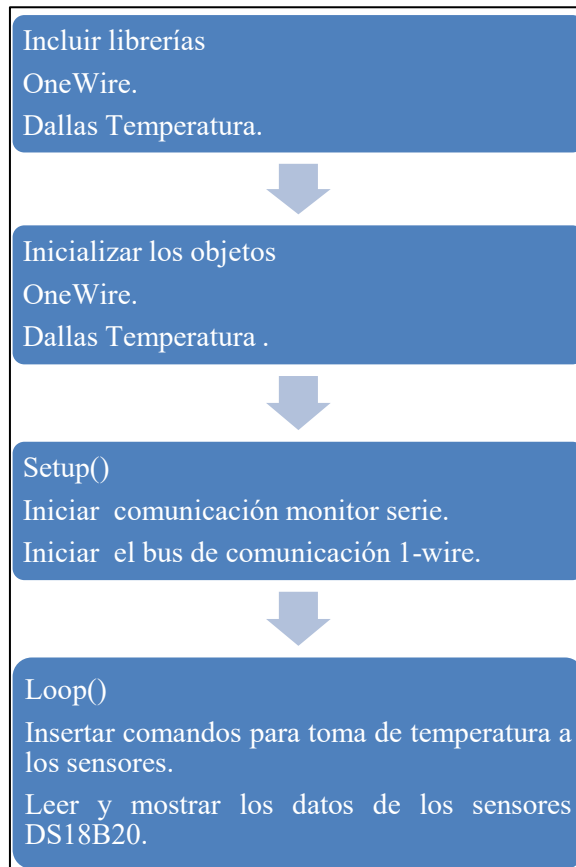 Incluir librerías
OneWire.
Dallas Temperatura.
Inicializar los objetos
OneWire.
Dallas Temperatura .
Setup()
Iniciar comunicación monitor serie.
Iniciar el bus de comunicación 1-wire.
Loop()
Insertar comandos para toma de temperatura a
los sensores.
Leer y mostrar los datos de los sensores
DS18B20.